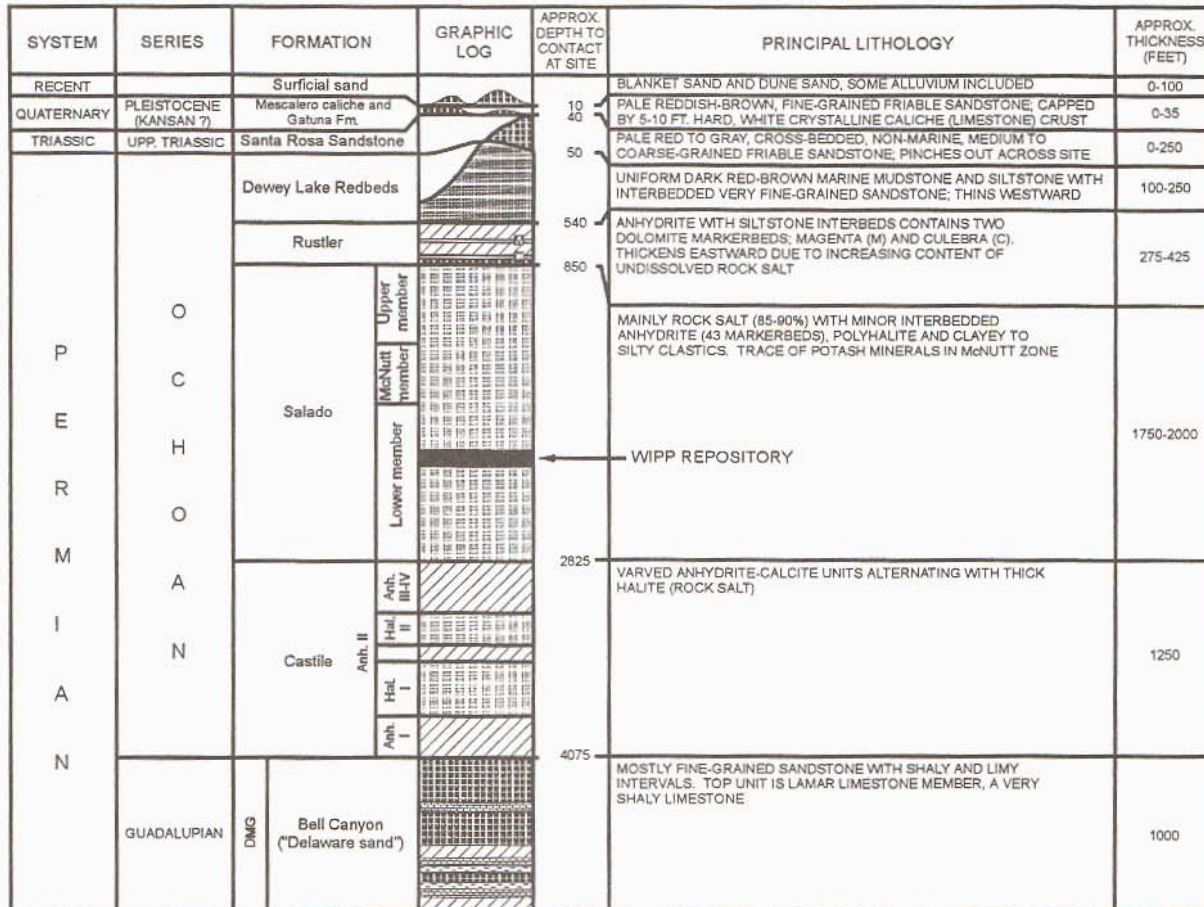 SYSTEM
SERIES
FORMATION
GRAPHIC
LOG
APPROX.
DEPTH TO
CONTACT
AT SITE
PRINCIPAL LITHOLOGY
APPROX.
THICKNESS
(FEET)
RECENT
Surficial sand
BLANKET SAND AND DUNE SAND, SOME ALLUVIUM INCLUDED
0-100
10
QUATERNARY
PLEISTOCENE
(KANSAN ?)
Mescalero caliche and
Gatuna Fm.
PALE REDDISH-BROWN, FINE-GRAINED FRIABLE SANDSTONE; CAPPED
BY 5-10 FT. HARD, WHITE CRYSTALLINE CALICHE (LIMESTONE) CRUST
0-35
40
TRIASSIC
UPP. TRIASSIC
Santa Rosa Sandstone
PALE RED TO GRAY, CROSS-BEDDED, NON-MARINE, MEDIUM TO
COARSE-GRAINED FRIABLE SANDSTONE; PINCHES OUT ACROSS SITE
0-250
50
PERMIAN
OCHOAN
Dewey Lake Redbeds
UNIFORM DARK RED-BROWN MARINE MUDSTONE AND SILTSTONE WITH
INTERBEDDED VERY FINE-GRAINED SANDSTONE; THINS WESTWARD
100-250
540
Rustler
M
C
ANHYDRITE WITH SILTSTONE INTERBEDS CONTAINS TWO
DOLOMITE MARKERBEDS; MAGENTA (M) AND CULEBRA (C).
THICKENS EASTWARD DUE TO INCREASING CONTENT OF
UNDISSOLVED ROCK SALT
275-425
850
Salado
Upper
member
McNutt
member
Lower member
MAINLY ROCK SALT (85-90%) WITH MINOR INTERBEDDED
ANHYDRITE (43 MARKERBEDS), POLYHALITE AND CLAYEY TO
SILTY CLASTICS. TRACE OF POTASH MINERALS IN McNUTT ZONE
1750-2000
WIPP REPOSITORY
2825
Castile
Anh.
III-IV
Hal.
II
Anh. II
Hal.
I
Anh.
I
VARVED ANHYDRITE-CALCITE UNITS ALTERNATING WITH THICK
HALITE (ROCK SALT)
1250
4075
GUADALUPIAN
DMG
Bell Canyon
("Delaware sand")
MOSTLY FINE-GRAINED SANDSTONE WITH SHALY AND LIMY
INTERVALS. TOP UNIT IS LAMAR LIMESTONE MEMBER, A VERY
SHALY LIMESTONE
1000